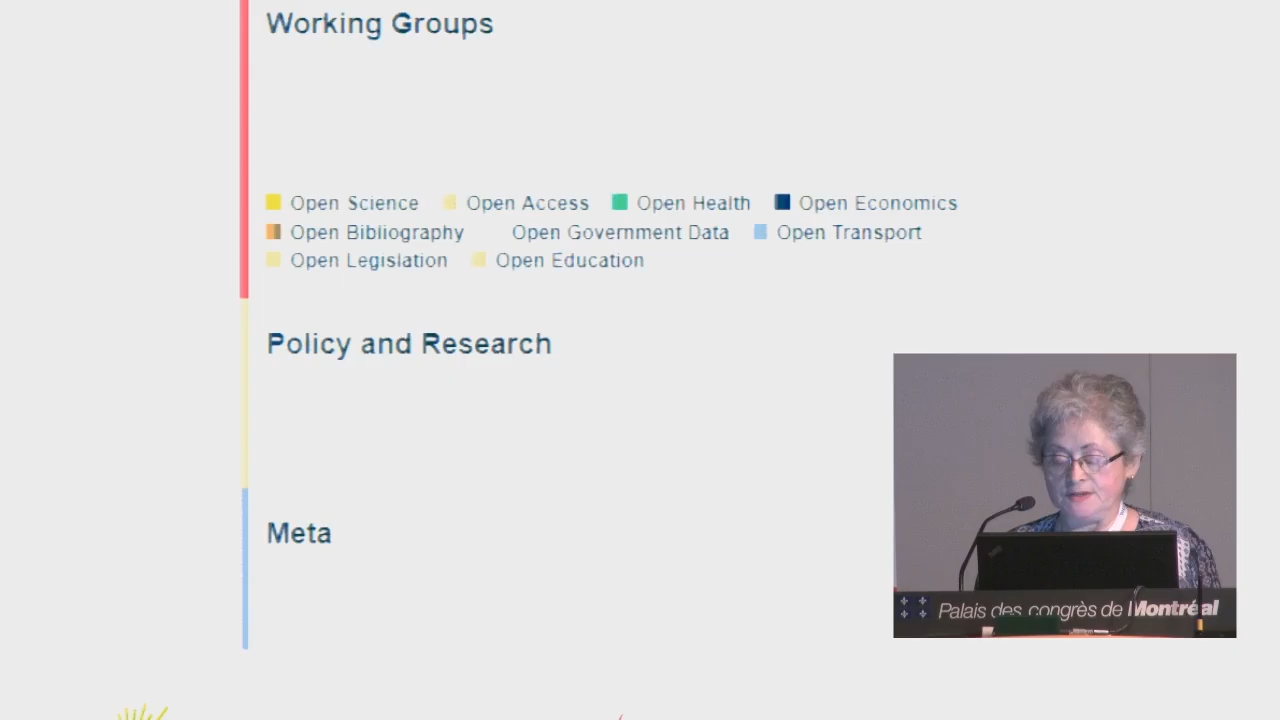 Working Groups
Open Science Open Access Open Health Open Economics
Open Bibliography Open Government Data Open Transport
Open Legislation Open Education
Policy and Research
Meta
Palais des congrès de Montréal